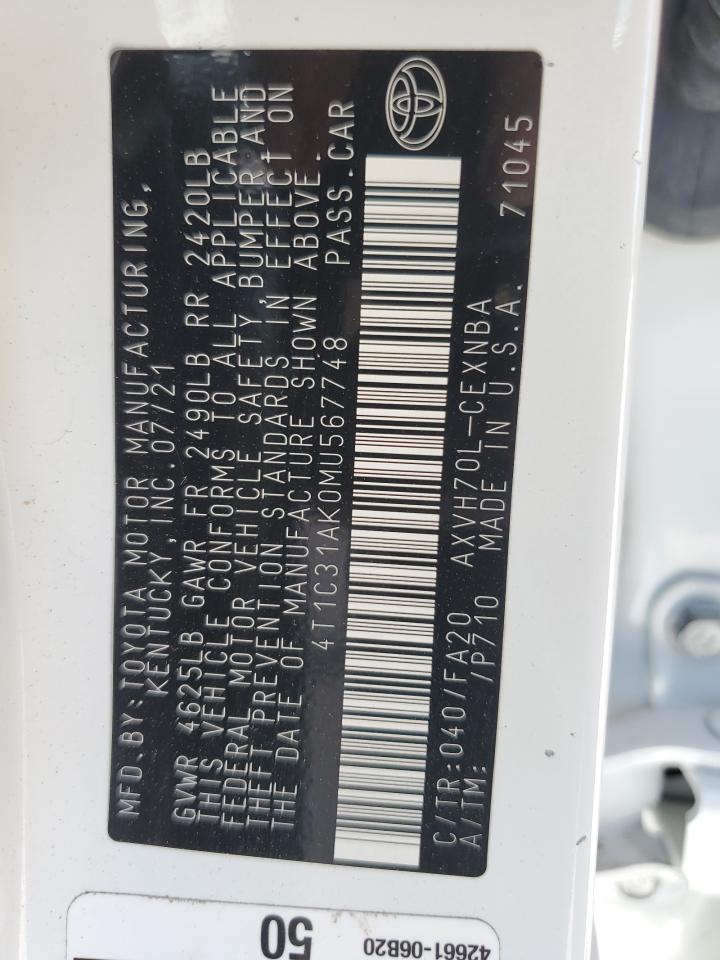 MFD.BY:TOYOTA MOTOR MANUFACTURING,
KENTUCKY,INC.07/21
GVWR 4625LB GAWR FR 2490LB RR 2420LB
THIS VEHICLE CONFORMS TO ALL APPLICABLE
FEDERAL MOTOR VEHICLE SAFETY,BUMPER AND
THEFT PREVENTION STANDARDS IN EFFECT ON
THE DATE OF MANUFACTURE SHOWN ABOVE.
4T1C31AK0MU567748 PASS.CAR
C/TR:040/FA20 AXVH70L-CEXNBA 71045
A/TM: /P710 MADE IN U.S.A.
50
42661-06B20